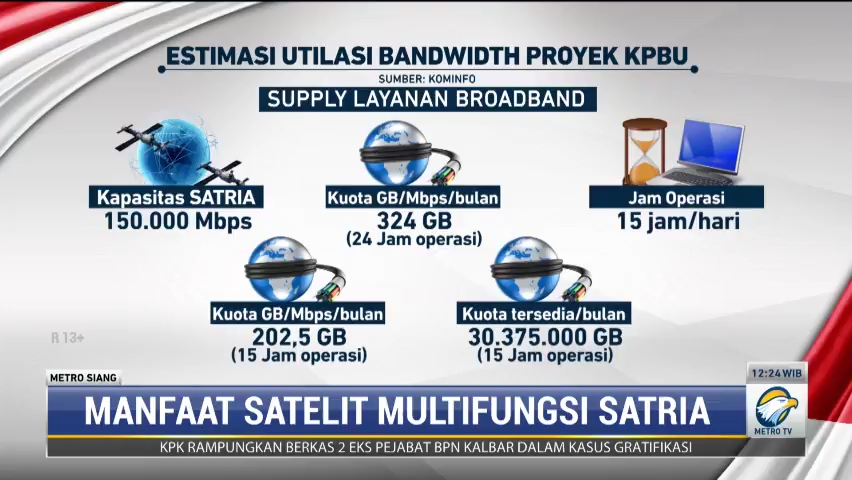 ESTIMASI UTILASI BANDWIDTH PROYEK KPBU
SUMBER: KOMINFO
SUPPLY LAYANAN BROADBAND
Kapasitas SATRIA
150.000 Mbps
Kuota GB/Mbps/bulan
324 GB
(24 Jam operasi)
Jam Operasi
15 jam/hari
Kuota GB/Mbps/bulan
202,5 GB
(15 Jam operasi)
Kuota tersedia/bulan
30.375.000 GB
(15 Jam operasi)
R 13+
METRO SIANG
12:24 WIB
MANFAAT SATELIT MULTIFUNGSI SATRIA
METRO TV
KPK RAMPUNGKAN BERKAS 2 EKS PEJABAT BPN KALBAR DALAM KASUS GRATIFIKASI